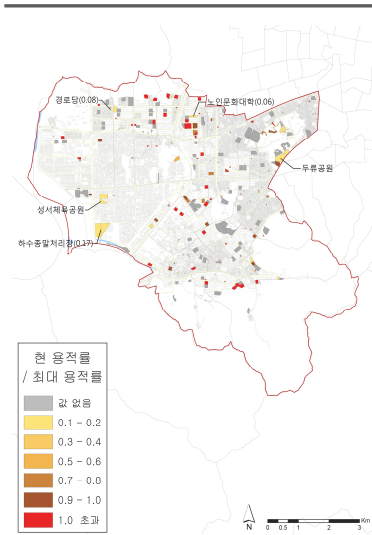 경로당(0.08)
노인문화대학(0.06)
두류공원
성서체육공원
하수종말처리장(0.17)
현 용적률
/ 최대 용적률
값 없음
0.1 - 0.2
0.3 - 0.4
0.5 - 0.6
0.7 - 0.8
0.9 - 1.0
1.0 초과
N
0 0.5 1 2 3 Km